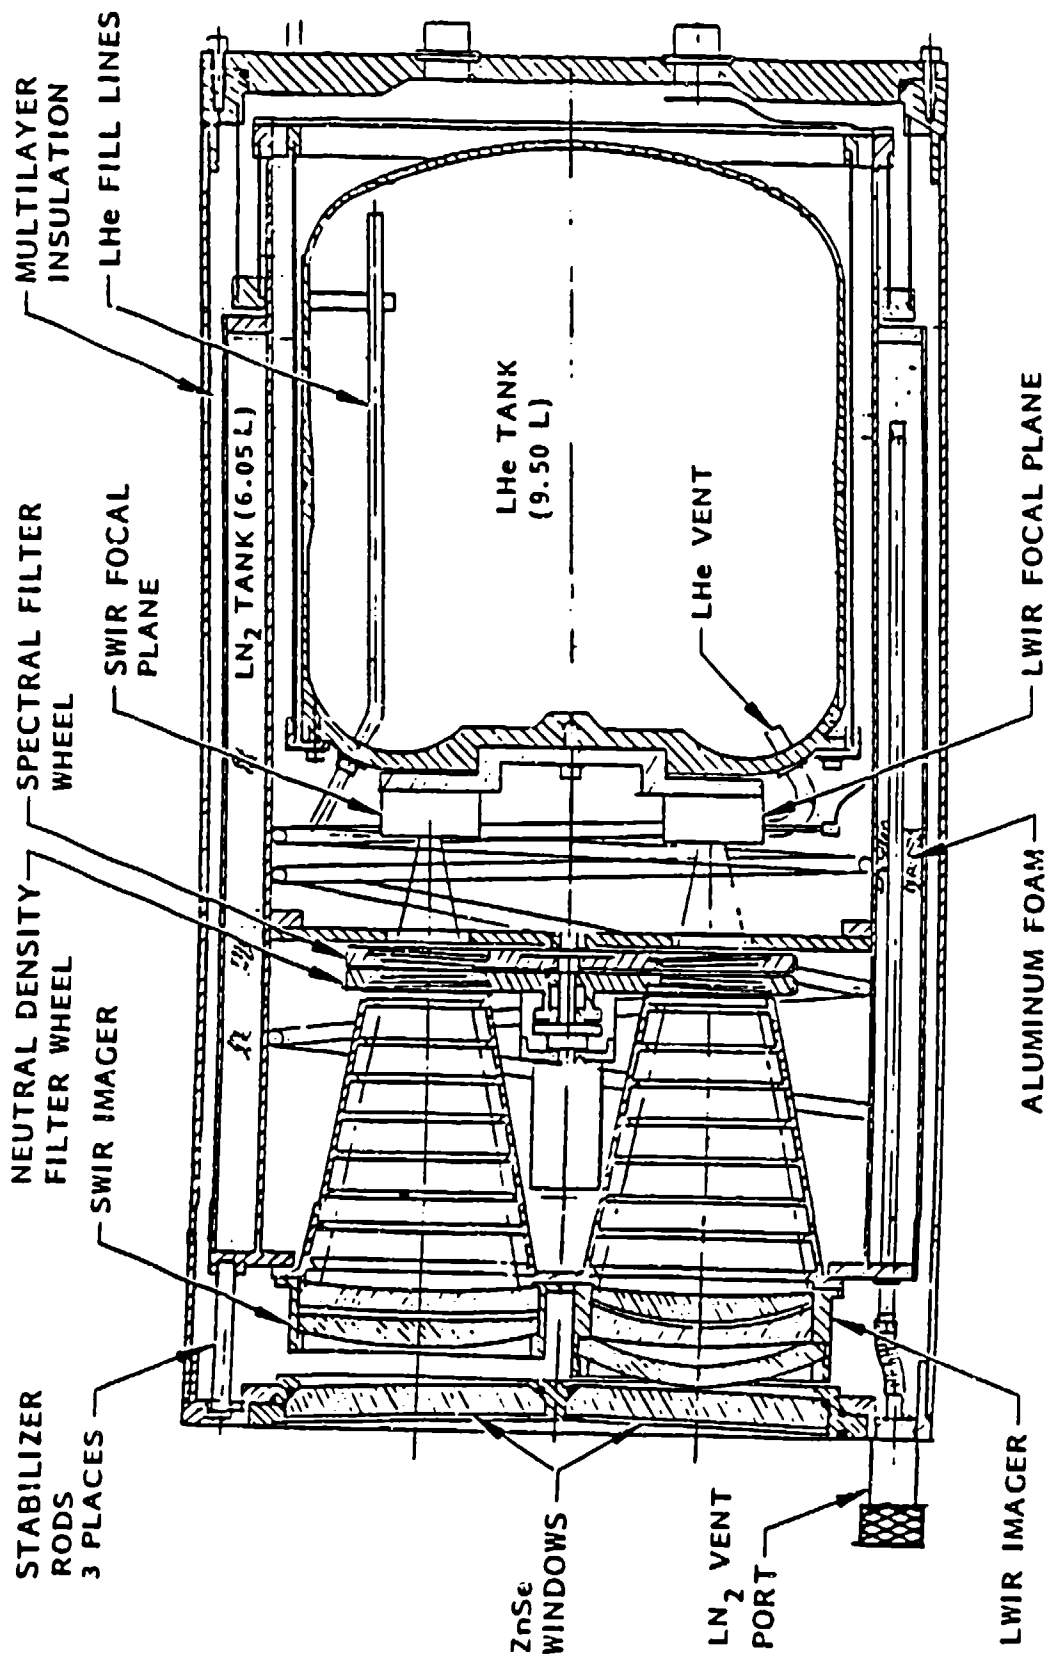 MULTILAYER
INSULATION
LHe FILL LINES
SPECTRAL FILTER
WHEEL
SWIR FOCAL
PLANE
NEUTRAL DENSITY
FILTER WHEEL
SWIR IMAGER
STABILIZER
RODS
3 PLACES
LN2 TANK (6.05 L)
LHe TANK
(9.50 L)
LHe VENT
ZnSe
WINDOWS
LN2 VENT
PORT
LWIR FOCAL PLANE
ALUMINUM FOAM
LWIR IMAGER